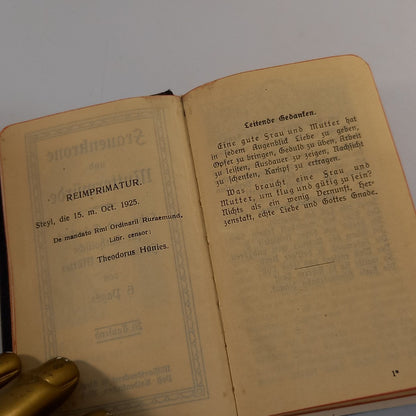 REIMPRIMATUR.
Steyl, die 15. m. Oct. 1925.
De mandato Rmi Ordinarii Ruraemund.
Libr. censor:
Theodorus Hünies.
Leitende Gedanken.
Eine gute Frau und Mutter hat
in jedem Augenblick Liebe zu geben,
Opfer zu bringen, Geduld zu üben, Arbeit
zu leisten, Ausdauer zu zeigen, Nachsicht
zu schenken, Kampf zu ertragen.
Was braucht eine Frau und
Mutter, um klug und gütig zu sein?
Nichts als ein wenig Vernunft, Her-
zenstakt, echte Liebe und Gottes Gnade.
1*